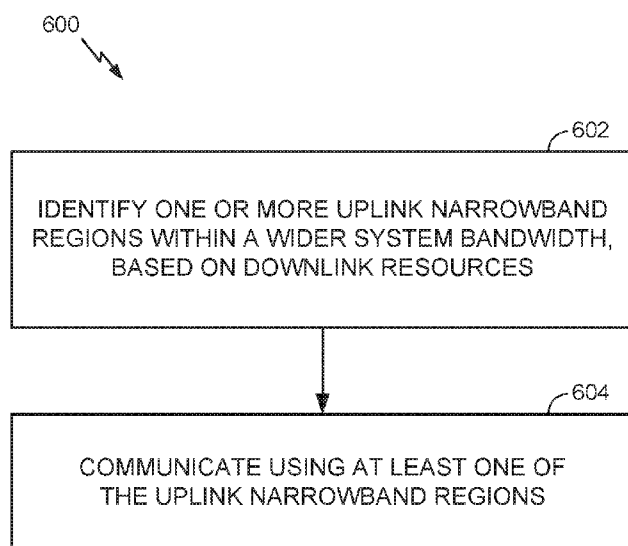 600
602
IDENTIFY ONE OR MORE UPLINK NARROWBAND
REGIONS WITHIN A WIDER SYSTEM BANDWIDTH,
BASED ON DOWNLINK RESOURCES
604
COMMUNICATE USING AT LEAST ONE OF
THE UPLINK NARROWBAND REGIONS